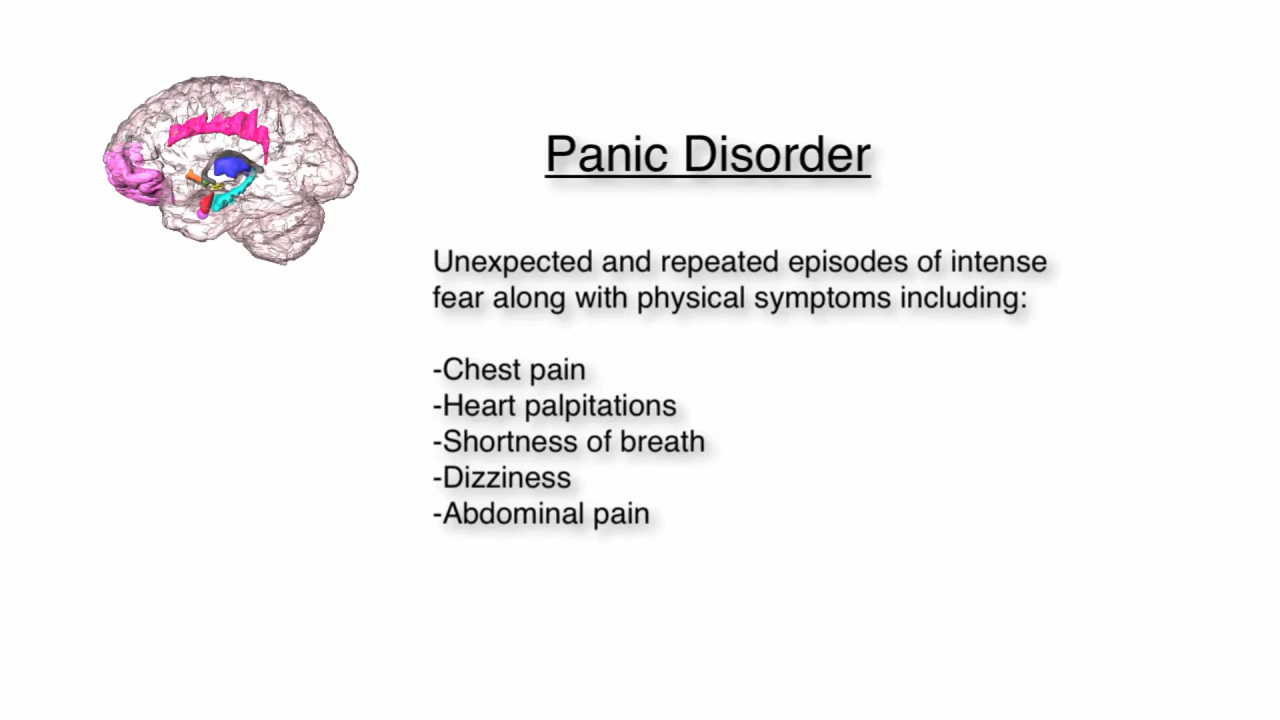 Panic Disorder
Unexpected and repeated episodes of intense
fear along with physical symptoms including:
-Chest pain
-Heart palpitations
-Shortness of breath
-Dizziness
-Abdominal pain